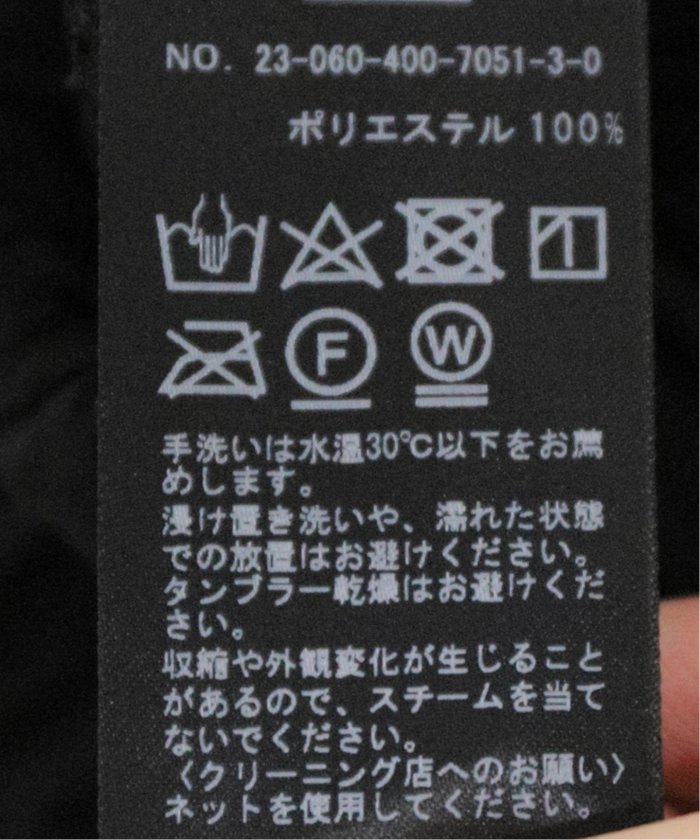 NO. 23-060-400-7051-3-0
ポリエステル 100%
F W
手洗いは水温30℃以下をお薦
めします。
浸け置き洗いや、濡れた状態
での放置はお避けください。
タンブラー乾燥はお避けくだ
さい。
収縮や外観変化が生じること
があるので、スチームを当て
ないでください。
〈クリーニング店へのお願い〉
ネットを使用してください。